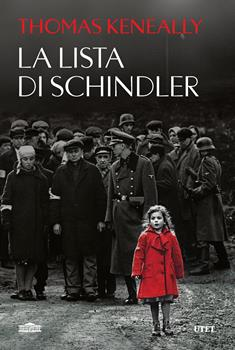 THOMAS KENEALLY
LA LISTA
DI SCHINDLER
UTET